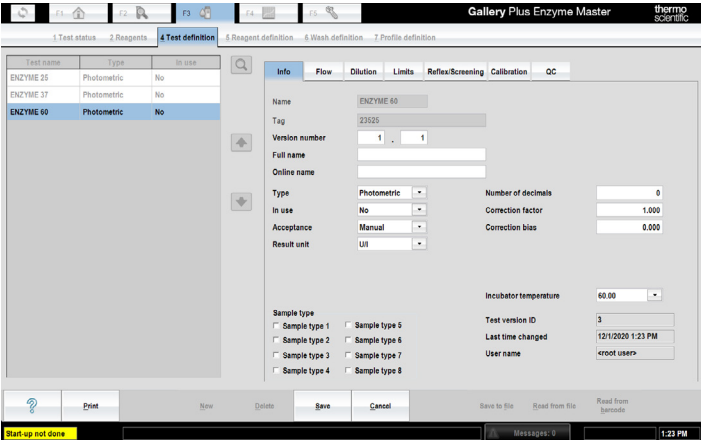 F1 F2 F3 F4 F5 Gallery Plus Enzyme Master thermo scientific
1 Test status 2 Reagents 4 Test definition 5 Reagent definition 6 Wash definition 7 Profile definition
Test name Type In use
ENZYME 25 Photometric No
ENZYME 37 Photometric No
ENZYME 60 Photometric No
Info Flow Dilution Limits Reflex/Screening Calibration QC
Name ENZYME 60
Tag 23525
Version number 1 . 1
Full name
Online name
Type Photometric Number of decimals 0
In use No Correction factor 1.000
Acceptance Manual Correction bias 0.000
Result unit U/l
Incubator temperature 60.00
Sample type Test version ID 3
Sample type 1 Sample type 5
Sample type 2 Sample type 6 Last time changed 12/1/2020 1:23 PM
Sample type 3 Sample type 7 User name <root user>
Sample type 4 Sample type 8
? Print New Delete Save Cancel Save to file Read from file Read from barcode
Start-up not done Messages: 0 1:23 PM